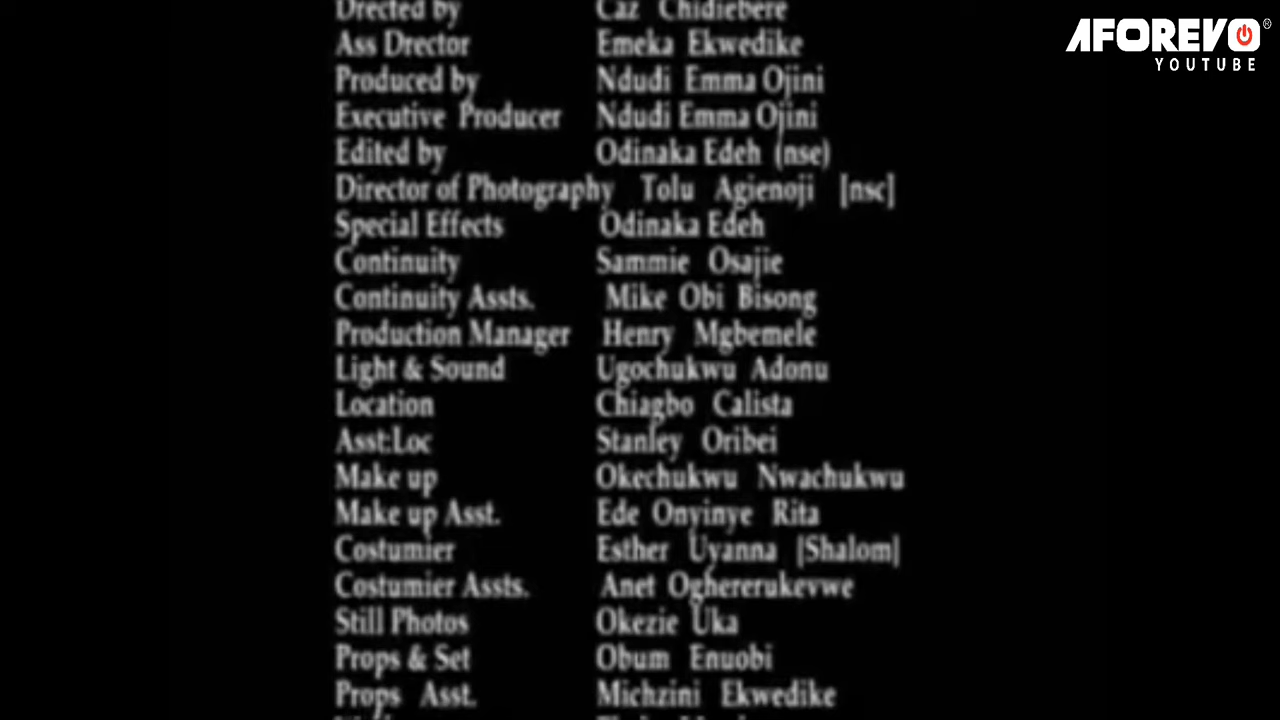 Drected by Caz Chidiebere
AFOREVO®
YOUTUBE
Ass Drector Emeka Ekwedike
Produced by Ndudi Emma Ojini
Executive Producer Ndudi Emma Ojini
Edited by Odinaka Edeh (nse)
Director of Photography Tolu Agienoji [nsc]
Special Effects Odinaka Edeh
Continuity Sammie Osajie
Continuity Assts. Mike Obi Bisong
Production Manager Henry Mgbemele
Light & Sound Ugochukwu Adonu
Location Chiagbo Calista
Asst:Loc Stanley Oribei
Make up Okechukwu Nwachukwu
Make up Asst. Ede Onyinye Rita
Costumier Esther Uyanna [Shalom]
Costumier Assts. Anet Oghererukevwe
Still Photos Okezie Uka
Props & Set Obum Enuobi
Props Asst. Michzini Ekwedike